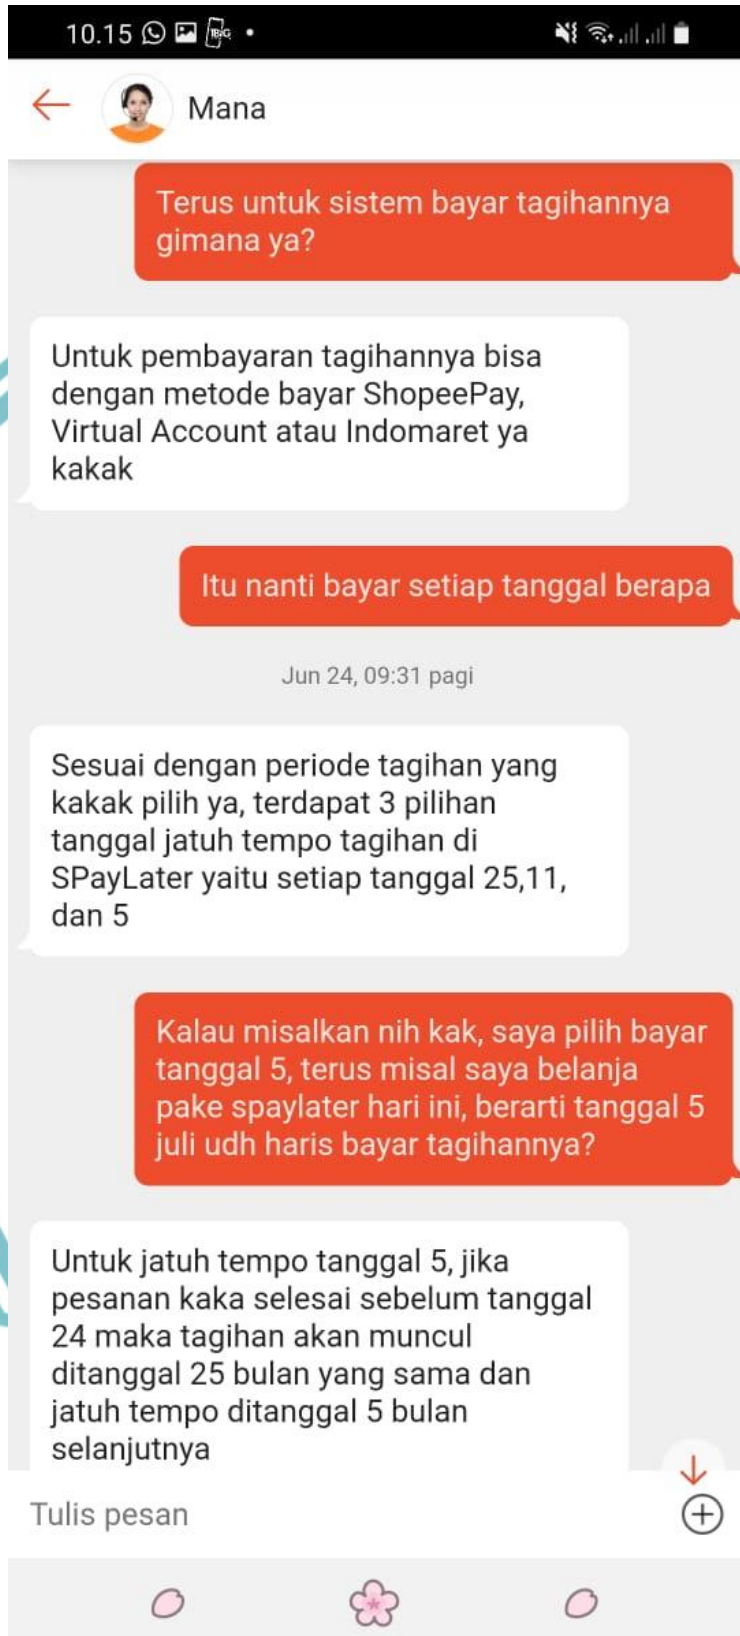 10.15
Mana
Terus untuk sistem bayar tagihannya
gimana ya?
Untuk pembayaran tagihannya bisa
dengan metode bayar ShopeePay,
Virtual Account atau Indomaret ya
kakak
Itu nanti bayar setiap tanggal berapa
Jun 24, 09:31 pagi
Sesuai dengan periode tagihan yang
kakak pilih ya, terdapat 3 pilihan
tanggal jatuh tempo tagihan di
SPayLater yaitu setiap tanggal 25,11,
dan 5
Kalau misalkan nih kak, saya pilih bayar
tanggal 5, terus misal saya belanja
pake spaylater hari ini, berarti tanggal 5
juli udh haris bayar tagihannya?
Untuk jatuh tempo tanggal 5, jika
pesanan kaka selesai sebelum tanggal
24 maka tagihan akan muncul
ditanggal 25 bulan yang sama dan
jatuh tempo ditanggal 5 bulan
selanjutnya
Tulis pesan